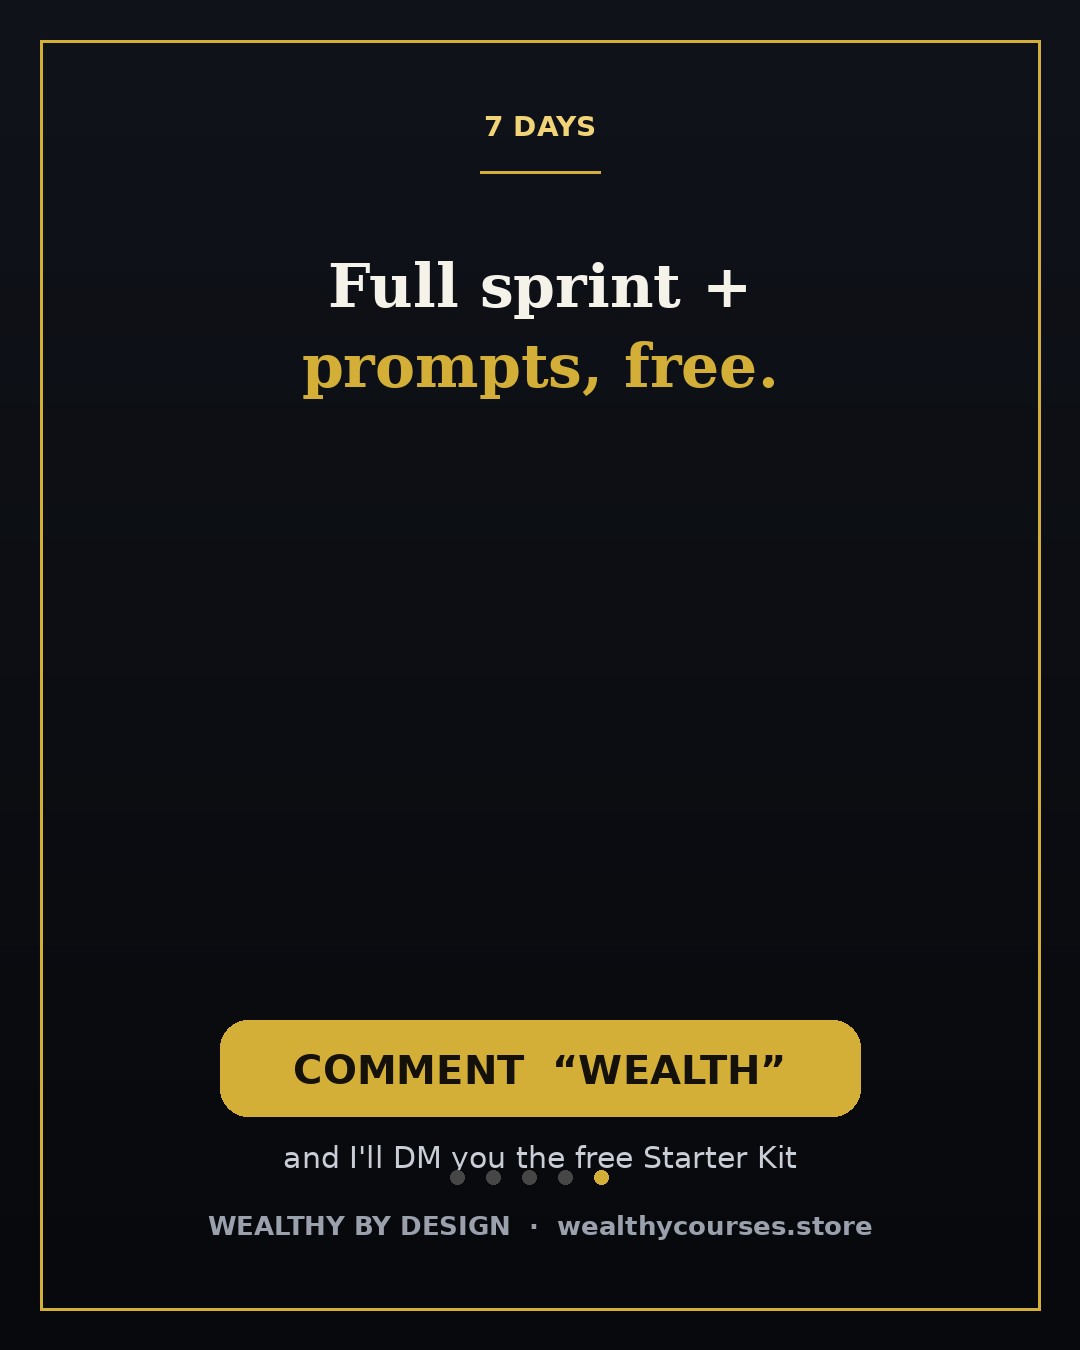 7 DAYS
Full sprint +
prompts, free.
COMMENT “WEALTH”
and I'll DM you the free Starter Kit
WEALTHY BY DESIGN · wealthycourses.store